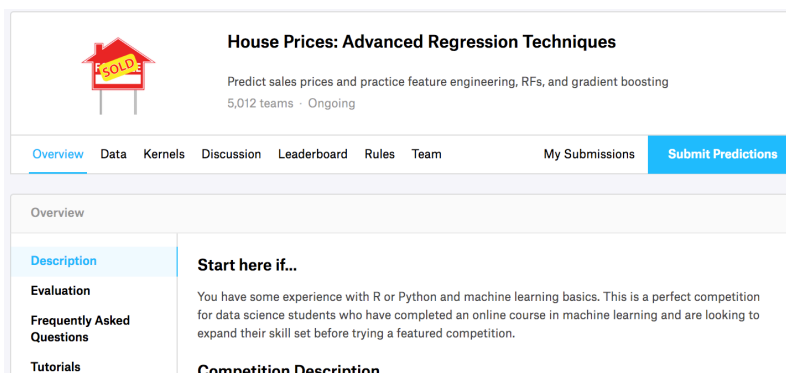 SOLD
House Prices: Advanced Regression Techniques
Predict sales prices and practice feature engineering, RFs, and gradient boosting
5,012 teams · Ongoing
Overview Data Kernels Discussion Leaderboard Rules Team My Submissions Submit Predictions
Overview
Description
Evaluation
Frequently Asked
Questions
Tutorials
Start here if...
You have some experience with R or Python and machine learning basics. This is a perfect competition
for data science students who have completed an online course in machine learning and are looking to
expand their skill set before trying a featured competition.
Competition Description